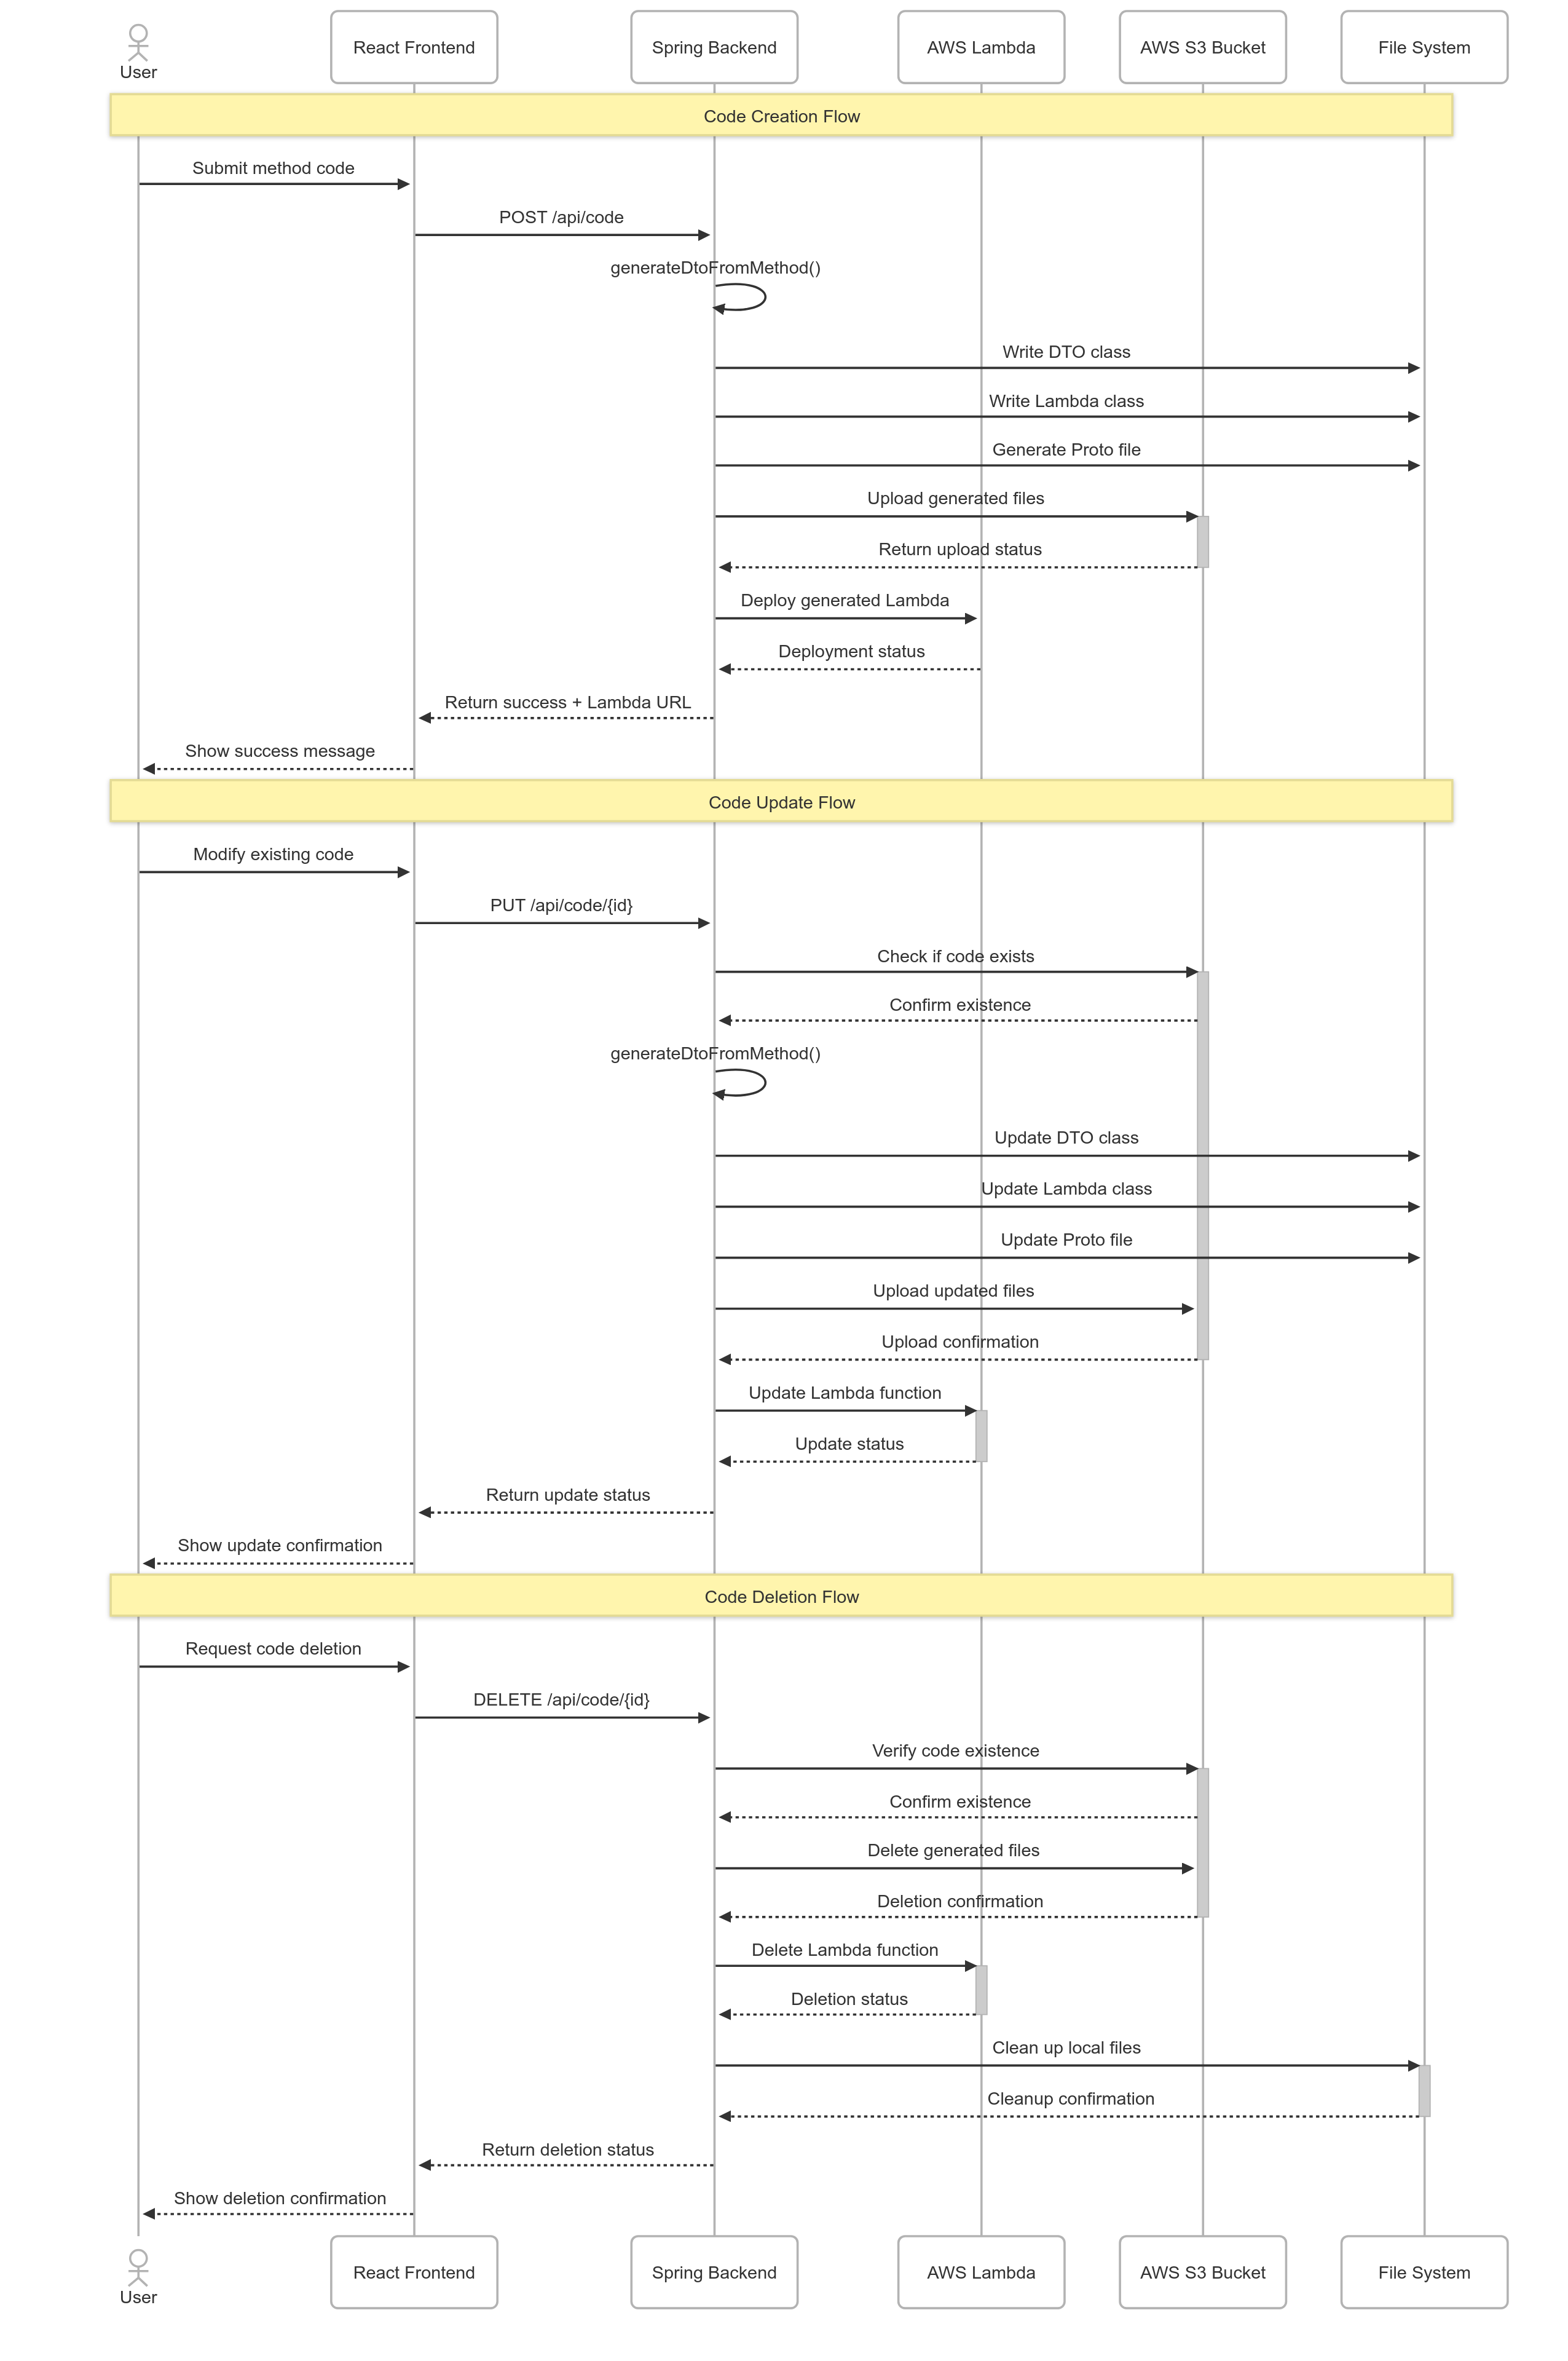 User
React Frontend
Spring Backend
AWS Lambda
AWS S3 Bucket
File System
Code Creation Flow
Submit method code
POST /api/code
generateDtoFromMethod()
Write DTO class
Write Lambda class
Generate Proto file
Upload generated files
Return upload status
Deploy generated Lambda
Deployment status
Return success + Lambda URL
Show success message
Code Update Flow
Modify existing code
PUT /api/code/{id}
Check if code exists
Confirm existence
generateDtoFromMethod()
Update DTO class
Update Lambda class
Update Proto file
Upload updated files
Upload confirmation
Update Lambda function
Update status
Return update status
Show update confirmation
Code Deletion Flow
Request code deletion
DELETE /api/code/{id}
Verify code existence
Confirm existence
Delete generated files
Deletion confirmation
Delete Lambda function
Deletion status
Clean up local files
Cleanup confirmation
Return deletion status
Show deletion confirmation
User
React Frontend
Spring Backend
AWS Lambda
AWS S3 Bucket
File System